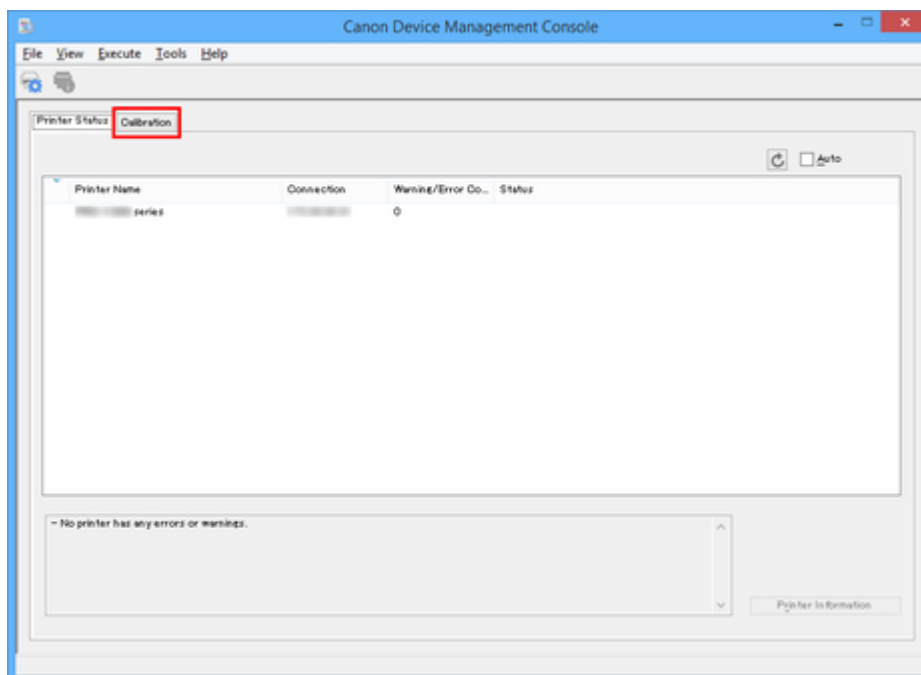 Canon Device Management Console
File View Execute Tools Help
Printer Status Calibration
Auto
Printer Name Connection Warning/Error Co... Status
series 0
- No printer has any errors or warnings.
Printer Information